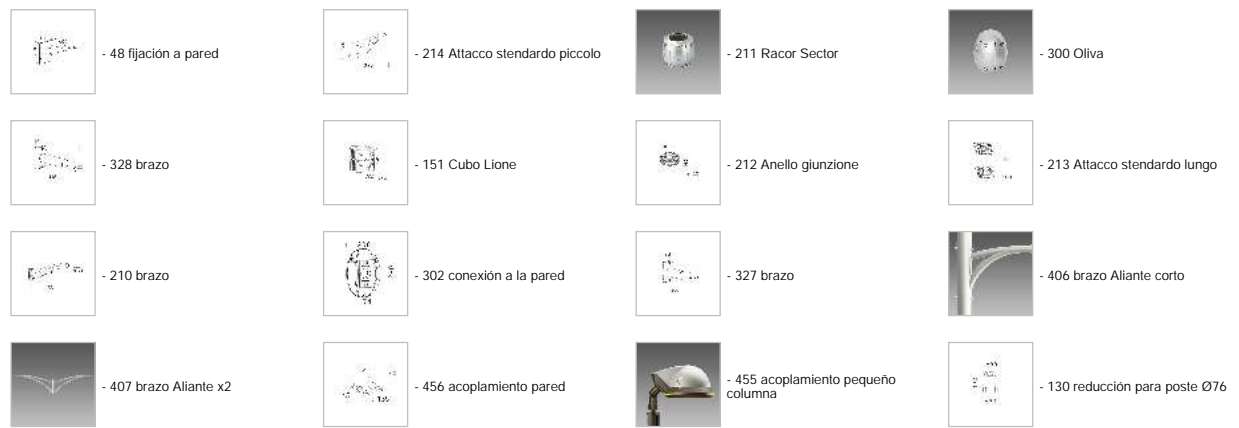 - 48 fijación a pared
- 214 Attacco stendardo piccolo
- 211 Racor Sector
- 300 Oliva
- 328 brazo
- 151 Cubo Lione
- 212 Anello giunzione
- 213 Attacco stendardo lungo
- 210 brazo
- 302 conexión a la pared
- 327 brazo
- 406 brazo Aliante corto
- 407 brazo Aliante x2
- 456 acoplamiento pared
- 455 acoplamiento pequeño
columna
- 130 reducción para poste Ø76